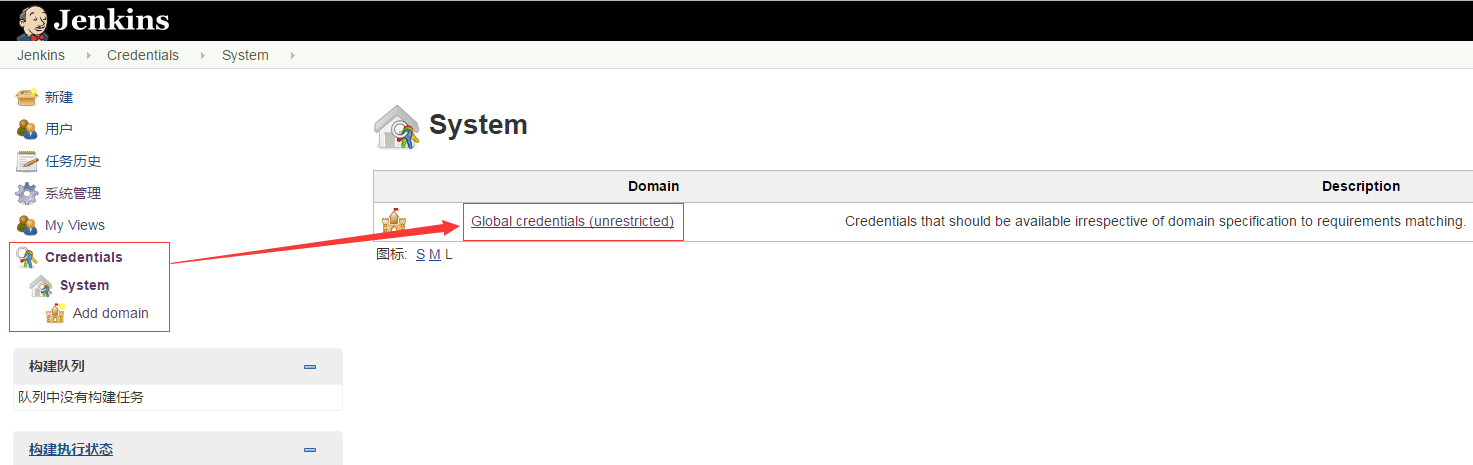 Jenkins
Jenkins Credentials System
新建
用户
任务历史
系统管理
My Views
Credentials
System
Add domain
构建队列
队列中没有构建任务
构建执行状态
System
Domain Description
Global credentials (unrestricted) Credentials that should be available irrespective of domain specification to requirements matching.
图标: S M L